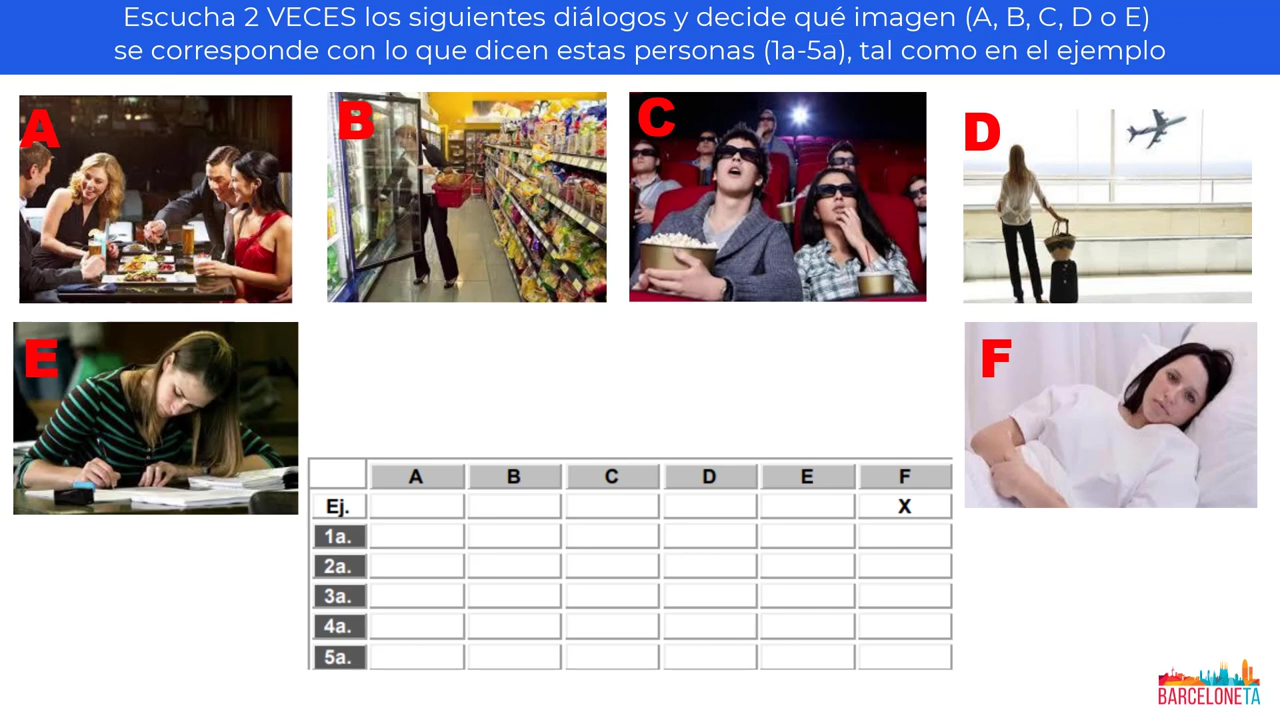 Escucha 2 VECES los siguientes diálogos y decide qué imagen (A, B, C, D o E)
se corresponde con lo que dicen estas personas (1a-5a), tal como en el ejemplo
A
B
C
D
E
F
A B C D E F
Ej. X
1a.
2a.
3a.
4a.
5a.
BARCELONETA